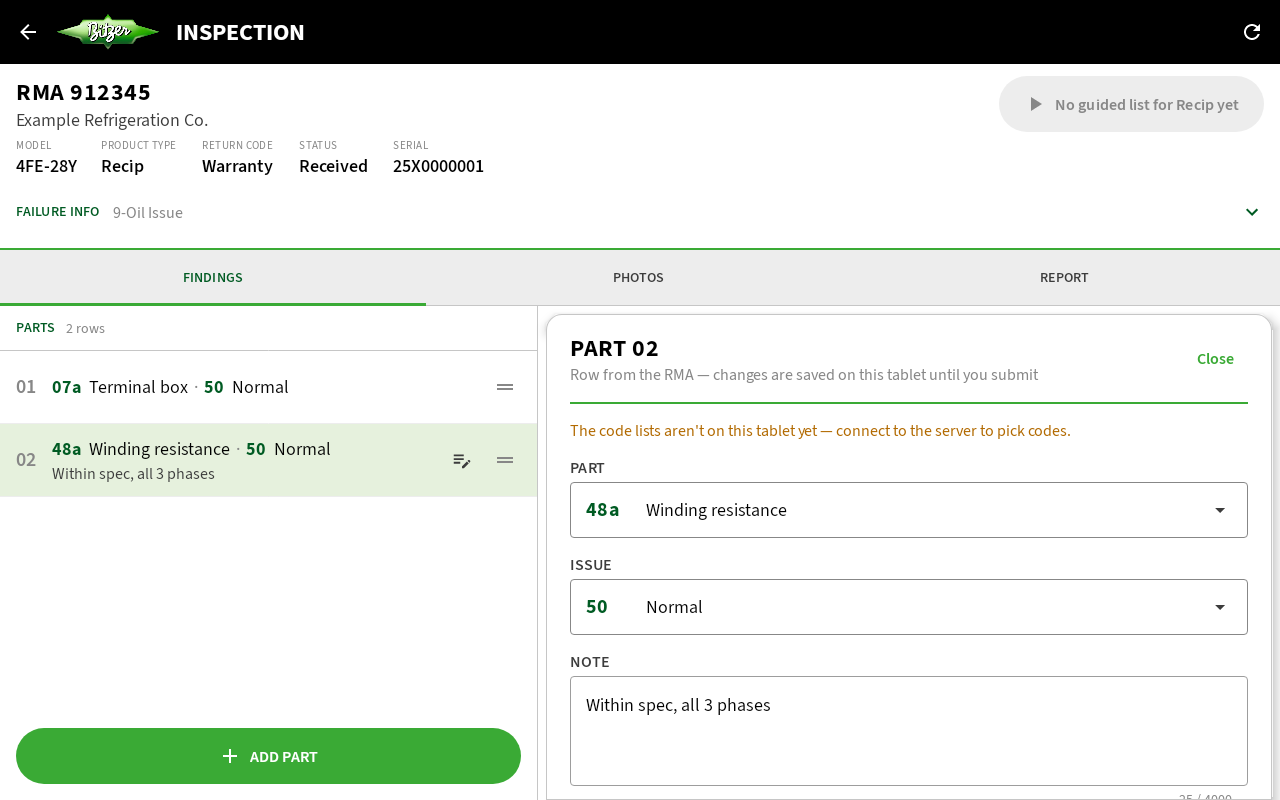 Bitzer
INSPECTION
RMA 912345
Example Refrigeration Co.
MODEL PRODUCT TYPE RETURN CODE STATUS SERIAL
4FE-28Y Recip Warranty Received 25X0000001
No guided list for Recip yet
FAILURE INFO 9-Oil Issue
FINDINGS PHOTOS REPORT
PARTS 2 rows
01 07a Terminal box · 50 Normal
02 48a Winding resistance · 50 Normal
Within spec, all 3 phases
ADD PART
PART 02
Row from the RMA — changes are saved on this tablet until you submit
Close
The code lists aren't on this tablet yet — connect to the server to pick codes.
PART
48a Winding resistance
ISSUE
50 Normal
NOTE
Within spec, all 3 phases
25 / 4000